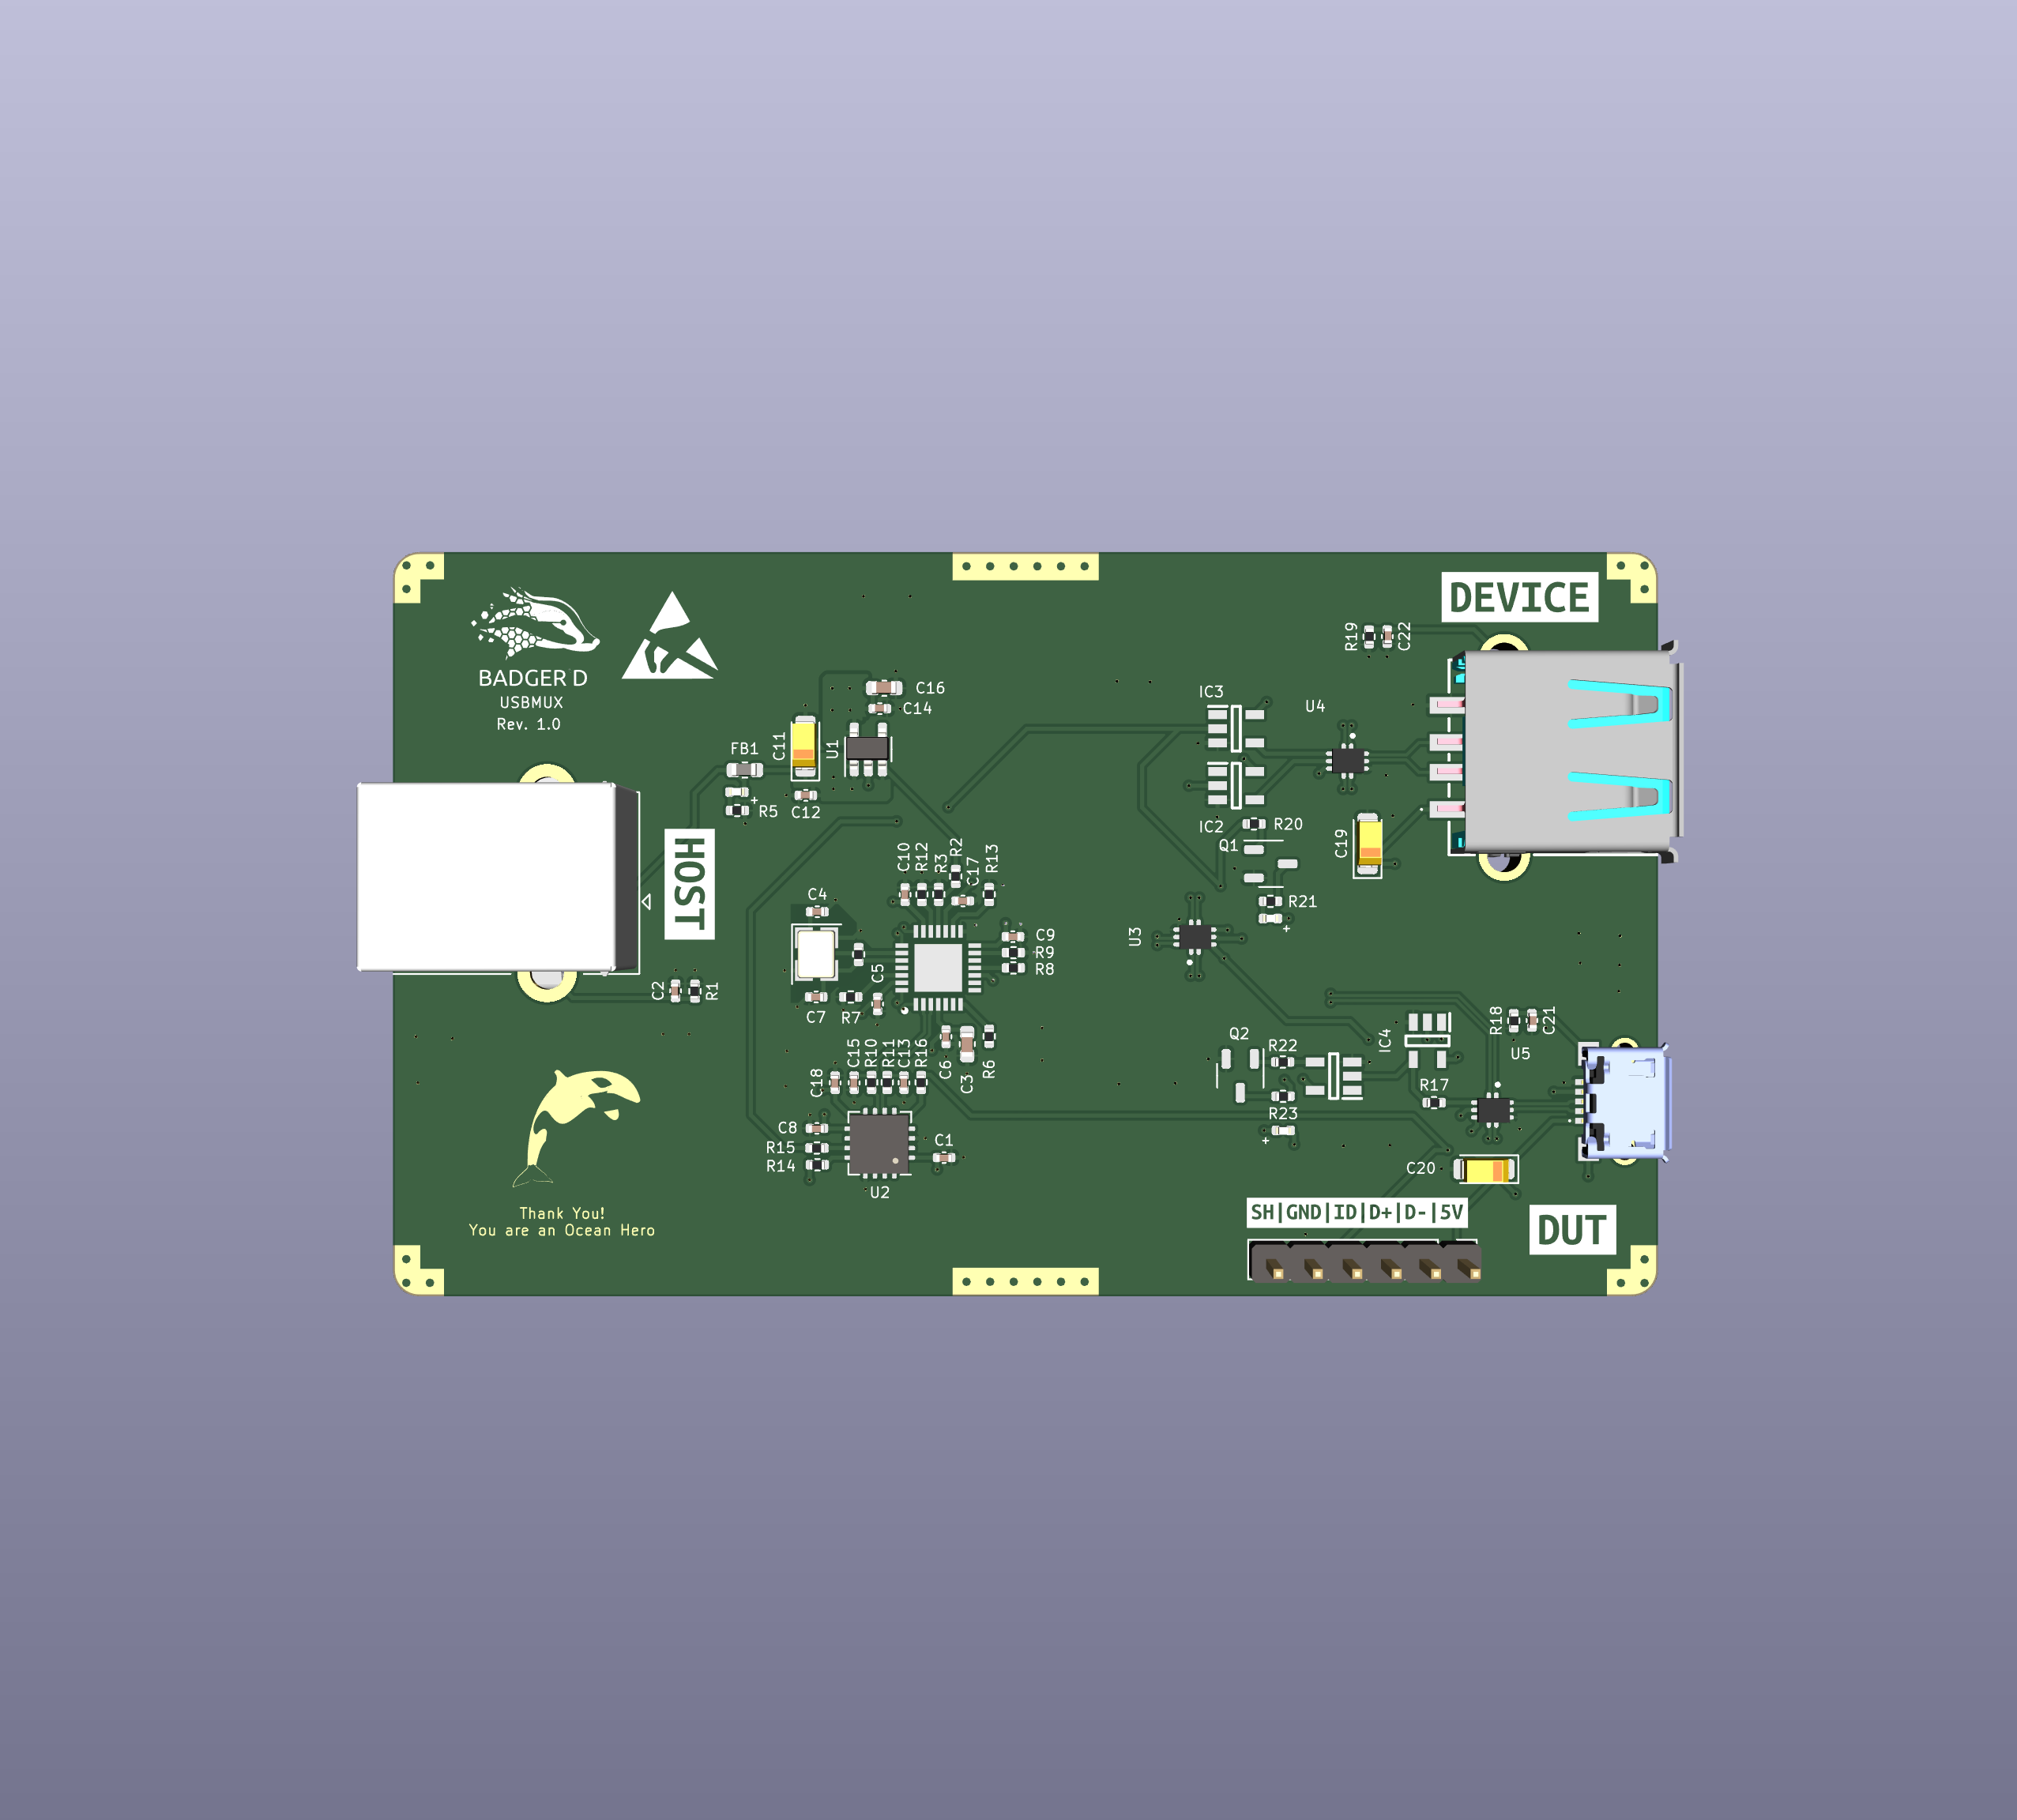 DEVICE
BADGER D
USBMUX
Rev. 1.0
R19
C22
C16
C14
IC3
U4
FB1
C11
U1
R5
C12
IC2
R20
Q1
C19
HOST
C10
R12
R3
R2
C17
R13
C4
R21
C9
R9
R8
U3
C5
C2
R1
C7
R7
R18
C21
IC4
Q2
R22
U5
C18
C15
R10
R11
C13
R16
C6
C3
R6
R17
R23
C8
R15
R14
C1
U2
C20
Thank You!
You are an Ocean Hero
SH|GND|ID|D+|D-|5V
DUT